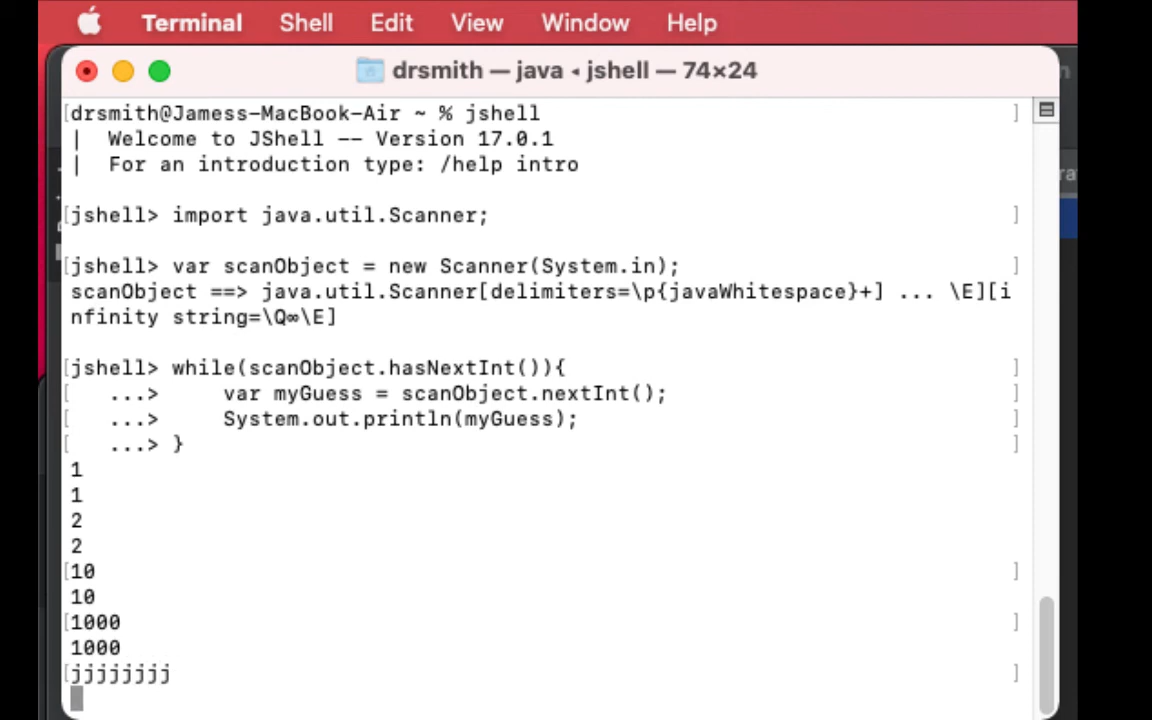 Terminal Shell Edit View Window Help
drsmith — java ◂ jshell — 74×24
[drsmith@Jamess-MacBook-Air ~ % jshell ]
| Welcome to JShell -- Version 17.0.1
| For an introduction type: /help intro
[jshell> import java.util.Scanner; ]
[jshell> var scanObject = new Scanner(System.in); ]
scanObject ==> java.util.Scanner[delimiters=\p{javaWhitespace}+] ... \E][i
nfinity string=\Q∞\E]
[jshell> while(scanObject.hasNextInt()){ ]
[ ...> var myGuess = scanObject.nextInt(); ]
[ ...> System.out.println(myGuess); ]
[ ...> } ]
1
1
2
2
[10 ]
10
[1000 ]
1000
[jjjjjjjj ]